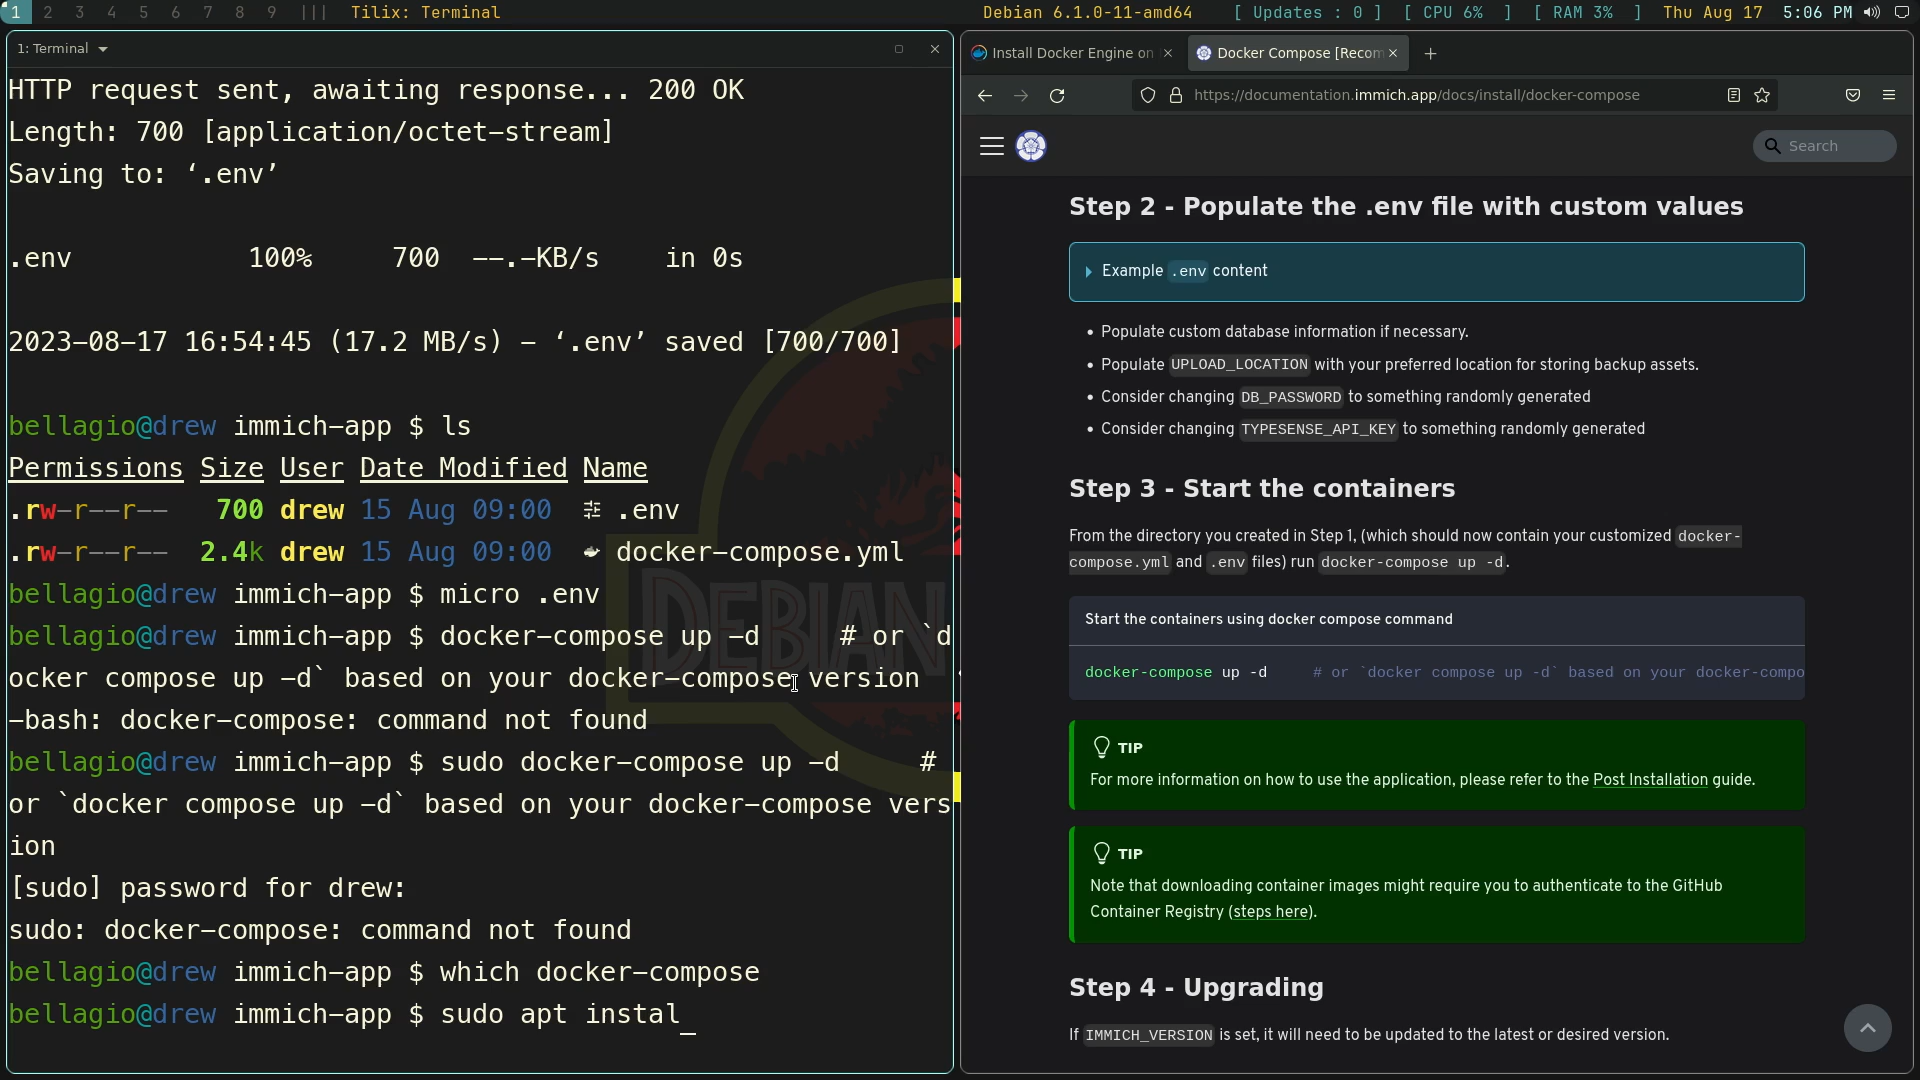 1 2 3 4 5 6 7 8 9 ||| Tilix: Terminal Debian 6.1.0-11-amd64 [ Updates : 0 ] [ CPU 6% ] [ RAM 3% ] Thu Aug 17 5:06 PM
1: Terminal
HTTP request sent, awaiting response... 200 OK
Length: 700 [application/octet-stream]
Saving to: ‘.env’
.env 100% 700 --.-KB/s in 0s
2023-08-17 16:54:45 (17.2 MB/s) - ‘.env’ saved [700/700]
bellagio@drew immich-app $ ls
Permissions Size User Date Modified Name
.rw-r--r-- 700 drew 15 Aug 09:00 .env
.rw-r--r-- 2.4k drew 15 Aug 09:00 docker-compose.yml
bellagio@drew immich-app $ micro .env
bellagio@drew immich-app $ docker-compose up -d # or `d
ocker compose up -d` based on your docker-compose version
-bash: docker-compose: command not found
bellagio@drew immich-app $ sudo docker-compose up -d #
or `docker compose up -d` based on your docker-compose vers
ion
[sudo] password for drew:
sudo: docker-compose: command not found
bellagio@drew immich-app $ which docker-compose
bellagio@drew immich-app $ sudo apt instal_
DEBIAN
Install Docker Engine on
Docker Compose [Recom
https://documentation.immich.app/docs/install/docker-compose
Search
Step 2 - Populate the .env file with custom values
Example .env content
• Populate custom database information if necessary.
• Populate UPLOAD_LOCATION with your preferred location for storing backup assets.
• Consider changing DB_PASSWORD to something randomly generated
• Consider changing TYPESENSE_API_KEY to something randomly generated
Step 3 - Start the containers
From the directory you created in Step 1, (which should now contain your customized docker-
compose.yml and .env files) run docker-compose up -d.
Start the containers using docker compose command
docker-compose up -d # or `docker compose up -d` based on your docker-compo
TIP
For more information on how to use the application, please refer to the Post Installation guide.
TIP
Note that downloading container images might require you to authenticate to the GitHub
Container Registry (steps here).
Step 4 - Upgrading
If IMMICH_VERSION is set, it will need to be updated to the latest or desired version.